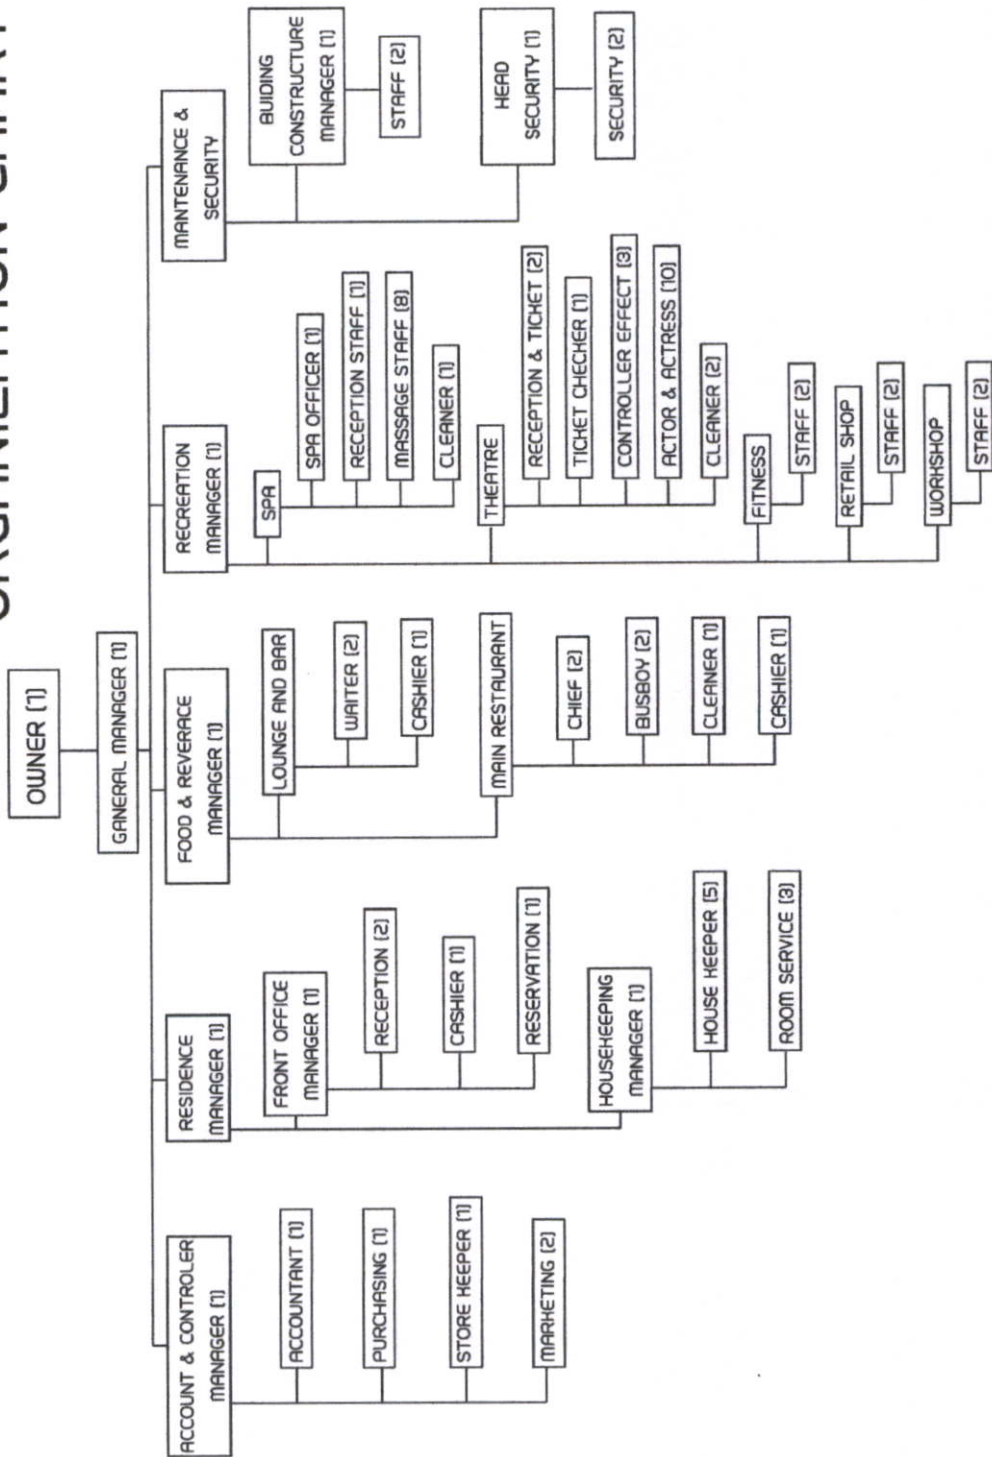 ORGANIZATION CHART
OWNER (1)
GANERAL MANAGER (1)
ACCOUNT & CONTROLER
MANAGER (1)
ACCOUNTANT (1)
PURCHASING (1)
STORE KEEPER (1)
MARKETING (2)
RESIDENCE
MANAGER (1)
FRONT OFFICE
MANAGER (1)
RECEPTION (2)
CASHIER (1)
RESERVATION (1)
HOUSEKEEPING
MANAGER (1)
HOUSE KEEPER (5)
ROOM SERVICE (3)
FOOD & REVERACE
MANAGER (1)
LOUNGE AND BAR
WAITER (2)
CASHIER (1)
MAIN RESTAURANT
CHIEF (2)
BUSBOY (2)
CLEANER (1)
CASHIER (1)
RECREATION
MANAGER (1)
SPA
SPA OFFICER (1)
RECEPTION STAFF (1)
MASSAGE STAFF (8)
CLEANER (1)
THEATRE
RECEPTION & TICKET (2)
TICKET CHECHER (1)
CONTROLLER EFFECT (3)
ACTOR & ACTRESS (10)
CLEANER (2)
FITNESS
STAFF (2)
RETAIL SHOP
STAFF (2)
WORKSHOP
STAFF (2)
MANTENANCE &
SECURITY
BUIDING
CONSTRUCTURE
MANAGER (1)
STAFF (2)
HEAD
SECURITY (1)
SECURITY (2)